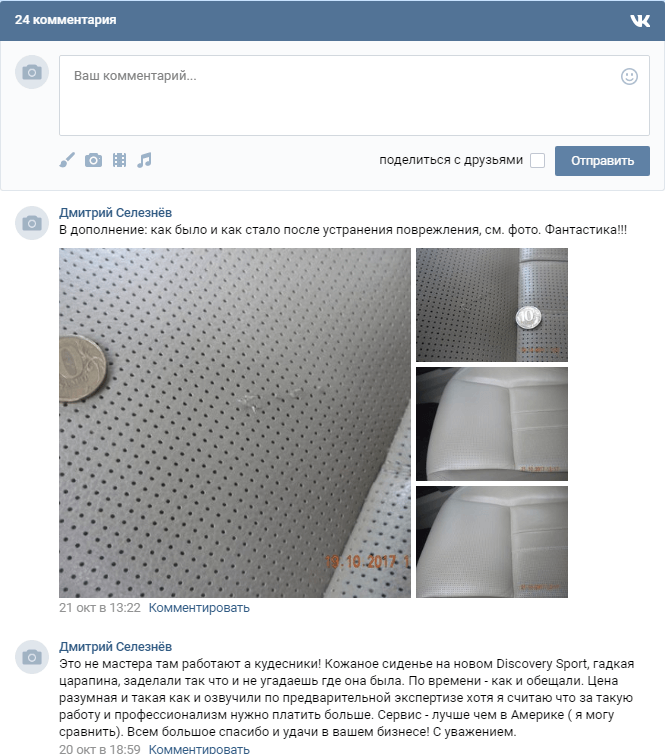 24 комментария
Ваш комментарий...
поделиться с друзьями
Отправить
Дмитрий Селезнёв
В дополнение: как было и как стало после устранения поврежления, см. фото. Фантастика!!!
10
21 окт в 13:22 Комментировать
Дмитрий Селезнёв
Это не мастера там работают а кудесники! Кожаное сиденье на новом Discovery Sport, гадкая
царапина, заделали так что и не угадаешь где она была. По времени - как и обещали. Цена
разумная и такая как и озвучили по предварительной экспертизе хотя я считаю что за такую
работу и профессионализм нужно платить больше. Сервис - лучше чем в Америке ( я могу
сравнить). Всем большое спасибо и удачи в вашем бизнесе! С уважением.
20 окт в 18:59 Комментировать